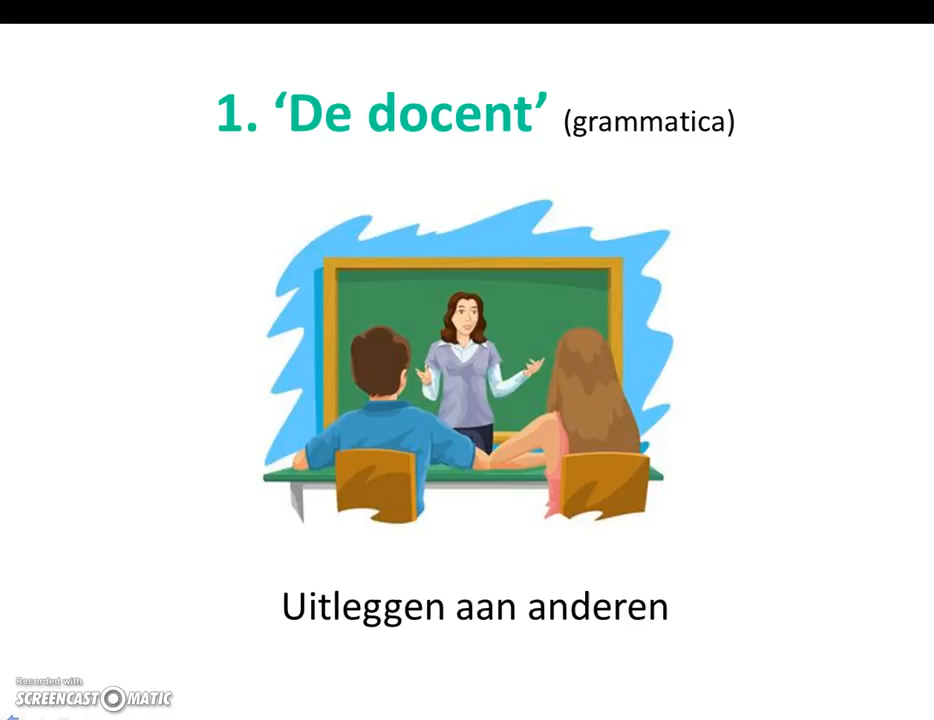 1. ‘De docent’ (grammatica)
Uitleggen aan anderen
Recorded with
SCREENCAST O MATIC